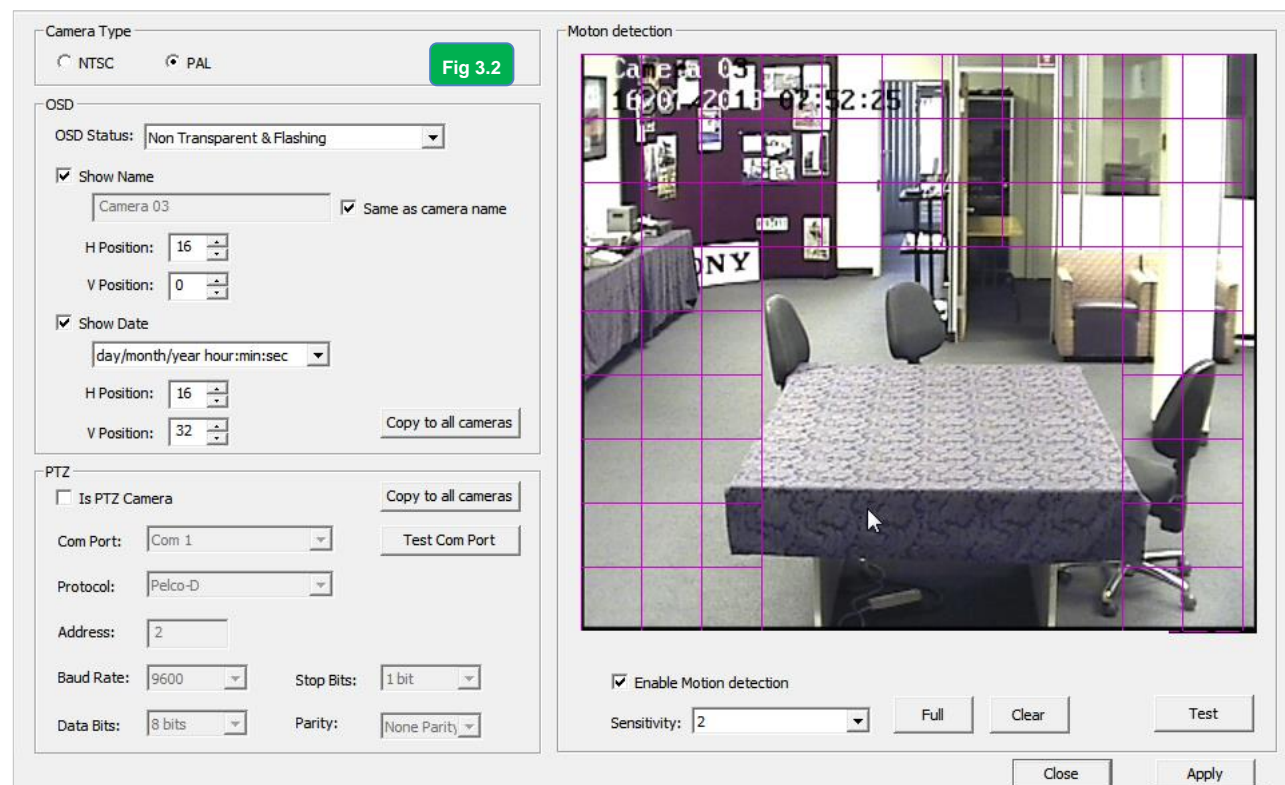 Camera Type
NTSC
PAL
Fig 3.2
OSD
OSD Status: Non Transparent & Flashing
Show Name
Camera 03
Same as camera name
H Position: 16
V Position: 0
Show Date
day/month/year hour:min:sec
H Position: 16
V Position: 32
Copy to all cameras
PTZ
Is PTZ Camera
Copy to all cameras
Com Port: Com 1
Test Com Port
Protocol: Pelco-D
Address: 2
Baud Rate: 9600
Stop Bits: 1 bit
Data Bits: 8 bits
Parity: None Parity
Moton detection
Camera 03
NY
Enable Motion detection
Sensitivity: 2
Full
Clear
Test
Close
Apply